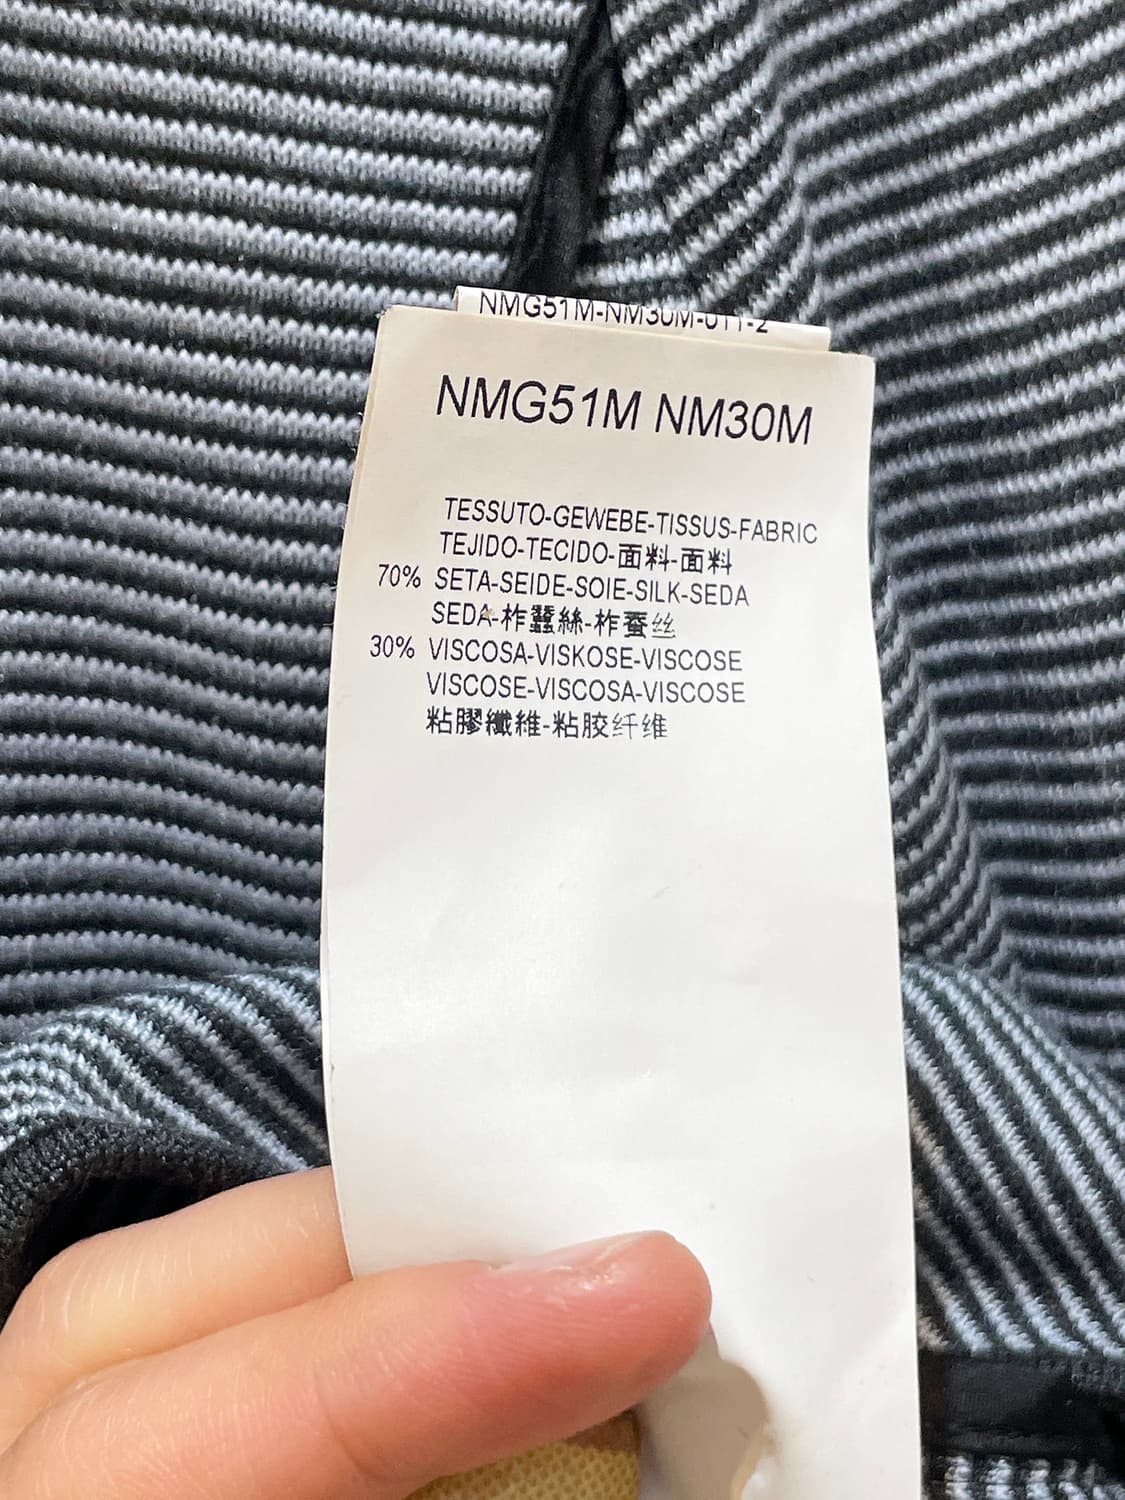 NMG51M-NM30M-011-2
NMG51M NM30M
TESSUTO-GEWEBE-TISSUS-FABRIC
TEJIDO-TECIDO-面料-面料
70% SETA-SEIDE-SOIE-SILK-SEDA
SEDA-柞蠶絲-柞蚕丝
30% VISCOSA-VISKOSE-VISCOSE
VISCOSE-VISCOSA-VISCOSE
粘膠纖維-粘胶纤维